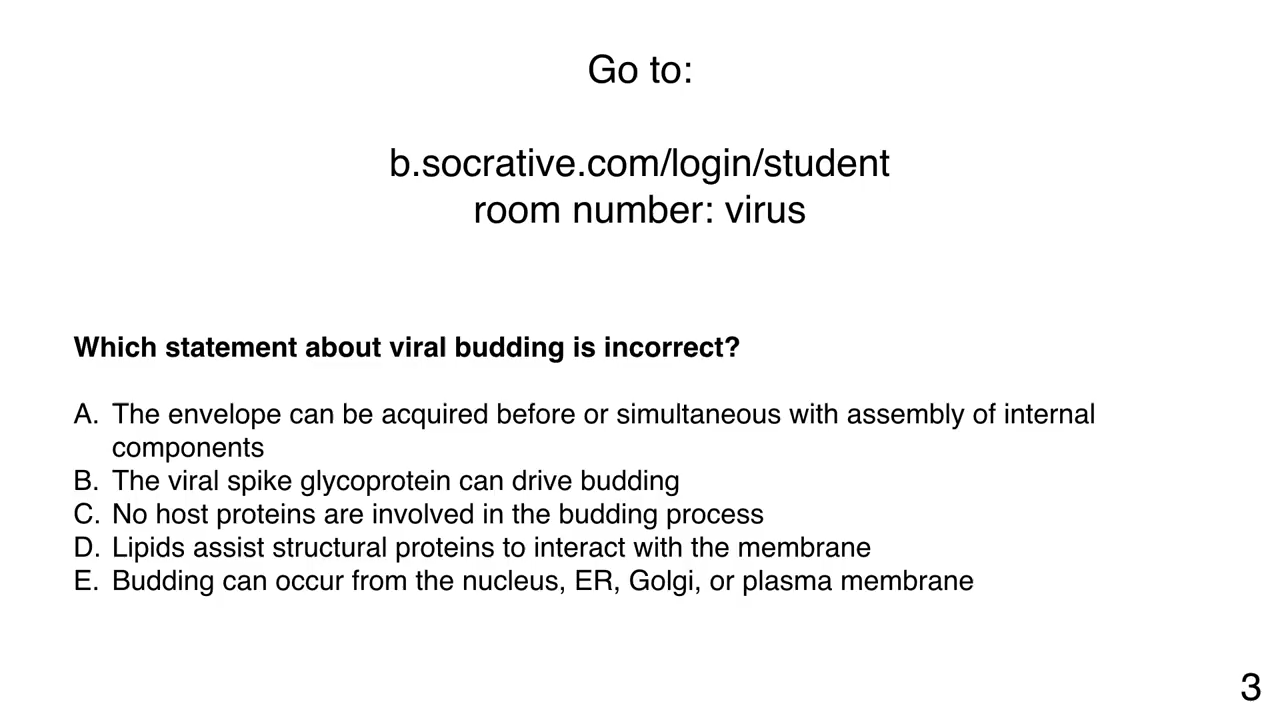 Go to:
b.socrative.com/login/student
room number: virus
Which statement about viral budding is incorrect?
A. The envelope can be acquired before or simultaneous with assembly of internal
components
B. The viral spike glycoprotein can drive budding
C. No host proteins are involved in the budding process
D. Lipids assist structural proteins to interact with the membrane
E. Budding can occur from the nucleus, ER, Golgi, or plasma membrane
3